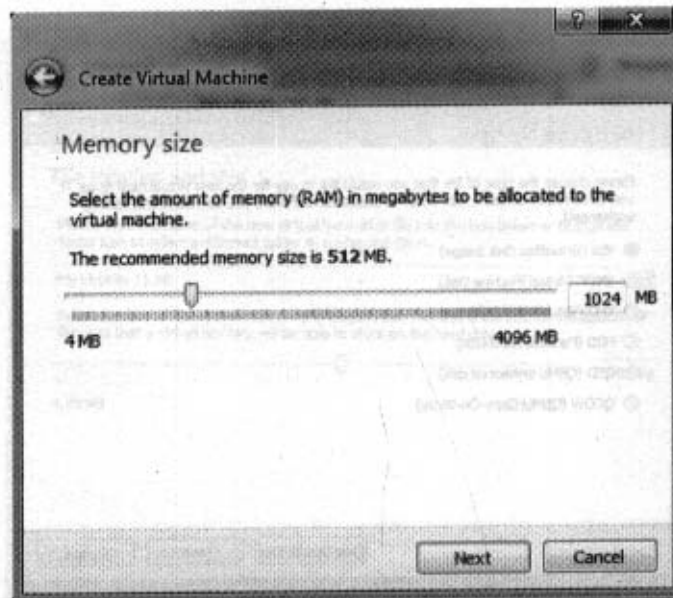 ?
X
Create Virtual Machine
Memory size
Select the amount of memory (RAM) in megabytes to be allocated to the
virtual machine.
The recommended memory size is 512 MB.
1024 MB
4 MB 4096 MB
Next Cancel